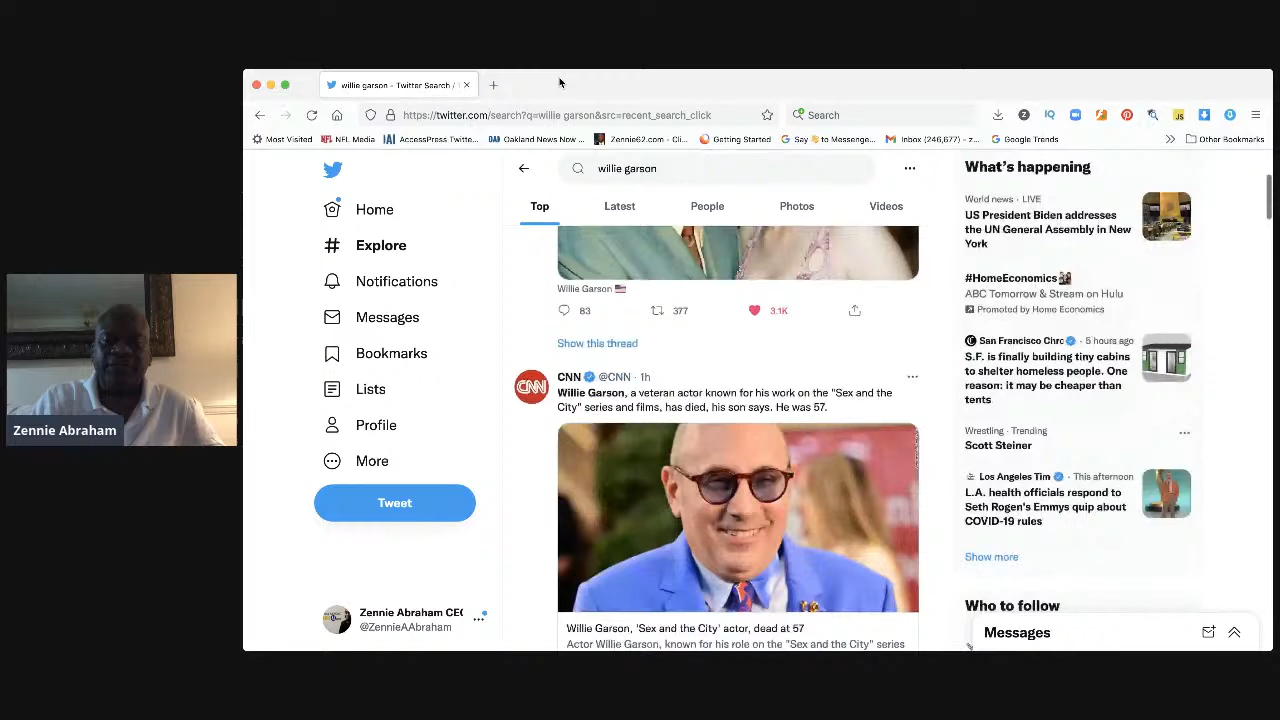 willie garson - Twitter Search / 
https://twitter.com/search?q=willie garson&src=recent_search_click
Search
Most Visited
NFL Media
AccessPress Twitte...
Oakland News Now ...
Zennie62.com - Cli...
Getting Started
Say 👋 to Messenge...
Inbox (246,677) - z...
Google Trends
Other Bookmarks
Home
Explore
Notifications
Messages
Bookmarks
Lists
Profile
More
Tweet
Zennie Abraham CE
@ZennieAAbraham
Zennie Abraham
willie garson
Top
Latest
People
Photos
Videos
Willie Garson 🇺🇸
83
377
3.1K
Show this thread
CNN @CNN · 1h
Willie Garson, a veteran actor known for his work on the "Sex and the
City" series and films, has died, his son says. He was 57.
CNN
Willie Garson, 'Sex and the City' actor, dead at 57
Actor Willie Garson, known for his role on the "Sex and the City" series
What's happening
World news · LIVE
US President Biden addresses
the UN General Assembly in New
York
#HomeEconomics
ABC Tomorrow & Stream on Hulu
Promoted by Home Economics
San Francisco Chrc · 5 hours ago
S.F. is finally building tiny cabins
to shelter homeless people. One
reason: it may be cheaper than
tents
Wrestling · Trending
Scott Steiner
Los Angeles Tim · This afternoon
L.A. health officials respond to
Seth Rogen's Emmys quip about
COVID-19 rules
Show more
Who to follow
Messages